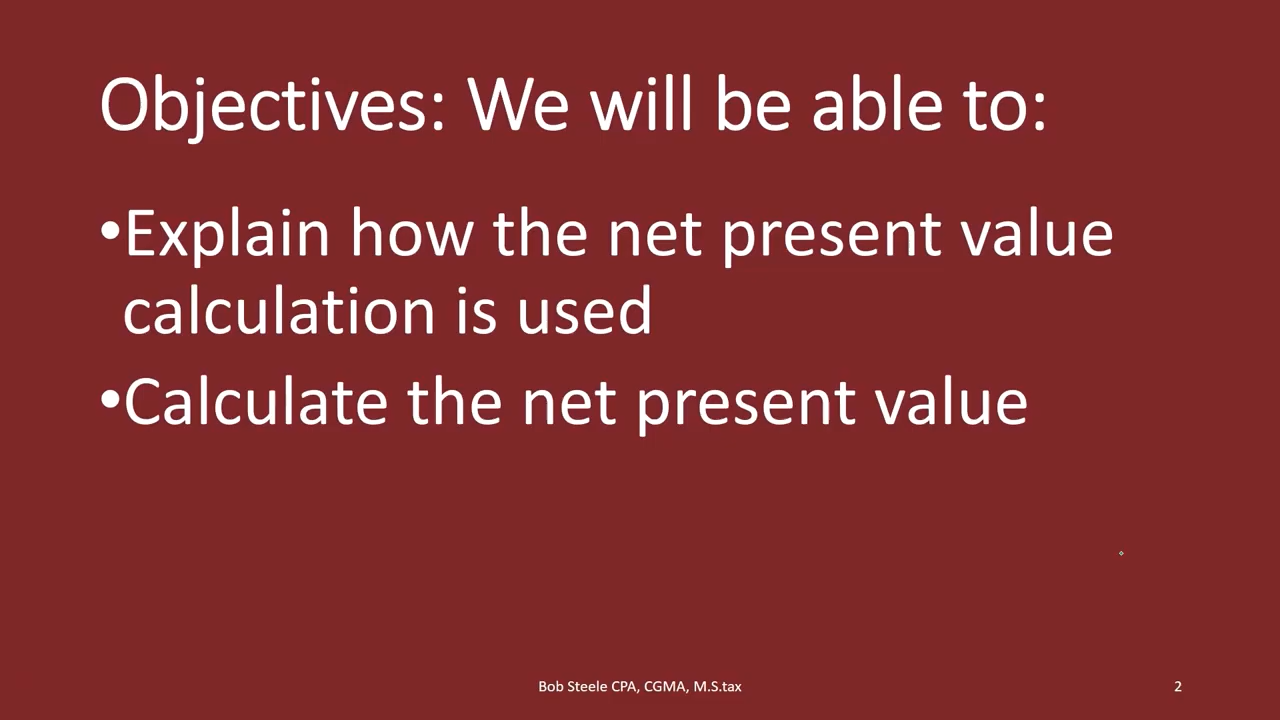 Objectives: We will be able to:
•Explain how the net present value
calculation is used
•Calculate the net present value
Bob Steele CPA, CGMA, M.S.tax
2